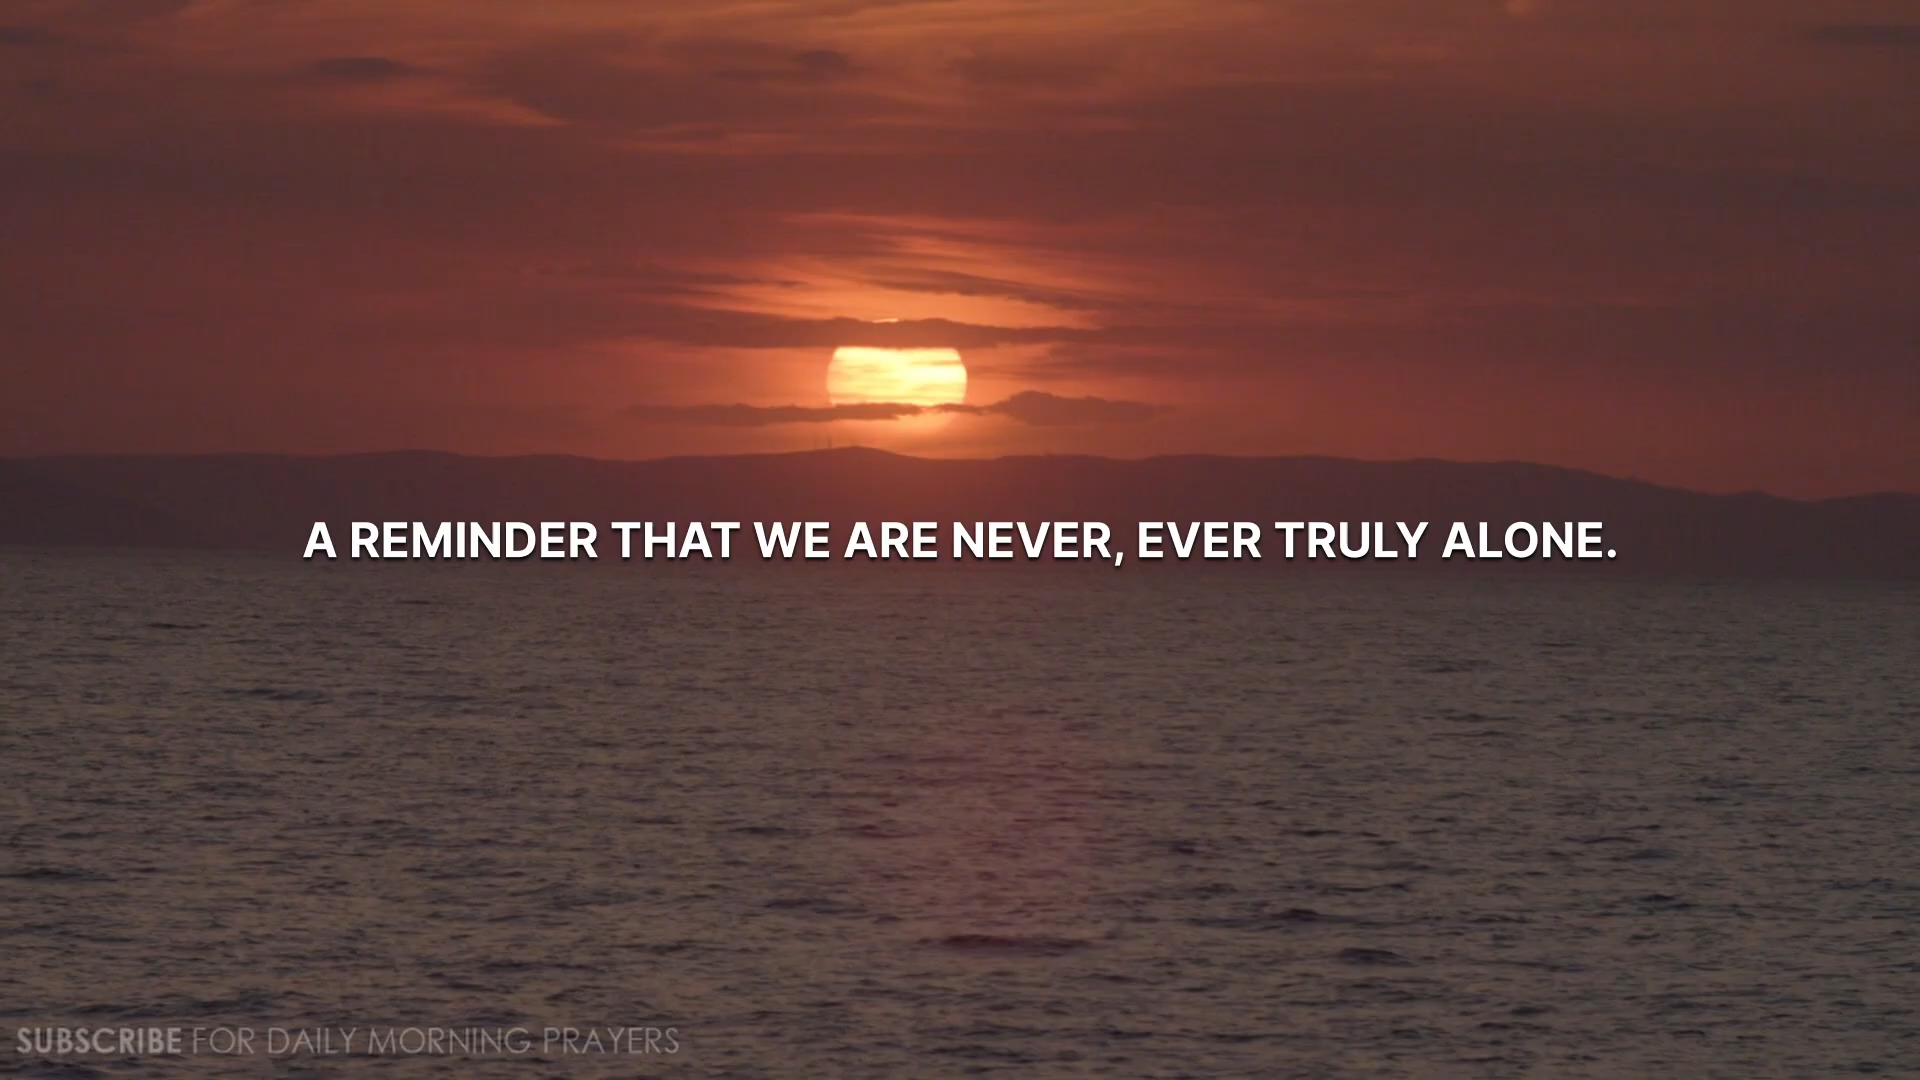 A REMINDER THAT WE ARE NEVER, EVER TRULY ALONE.
SUBSCRIBE FOR DAILY MORNING PRAYERS